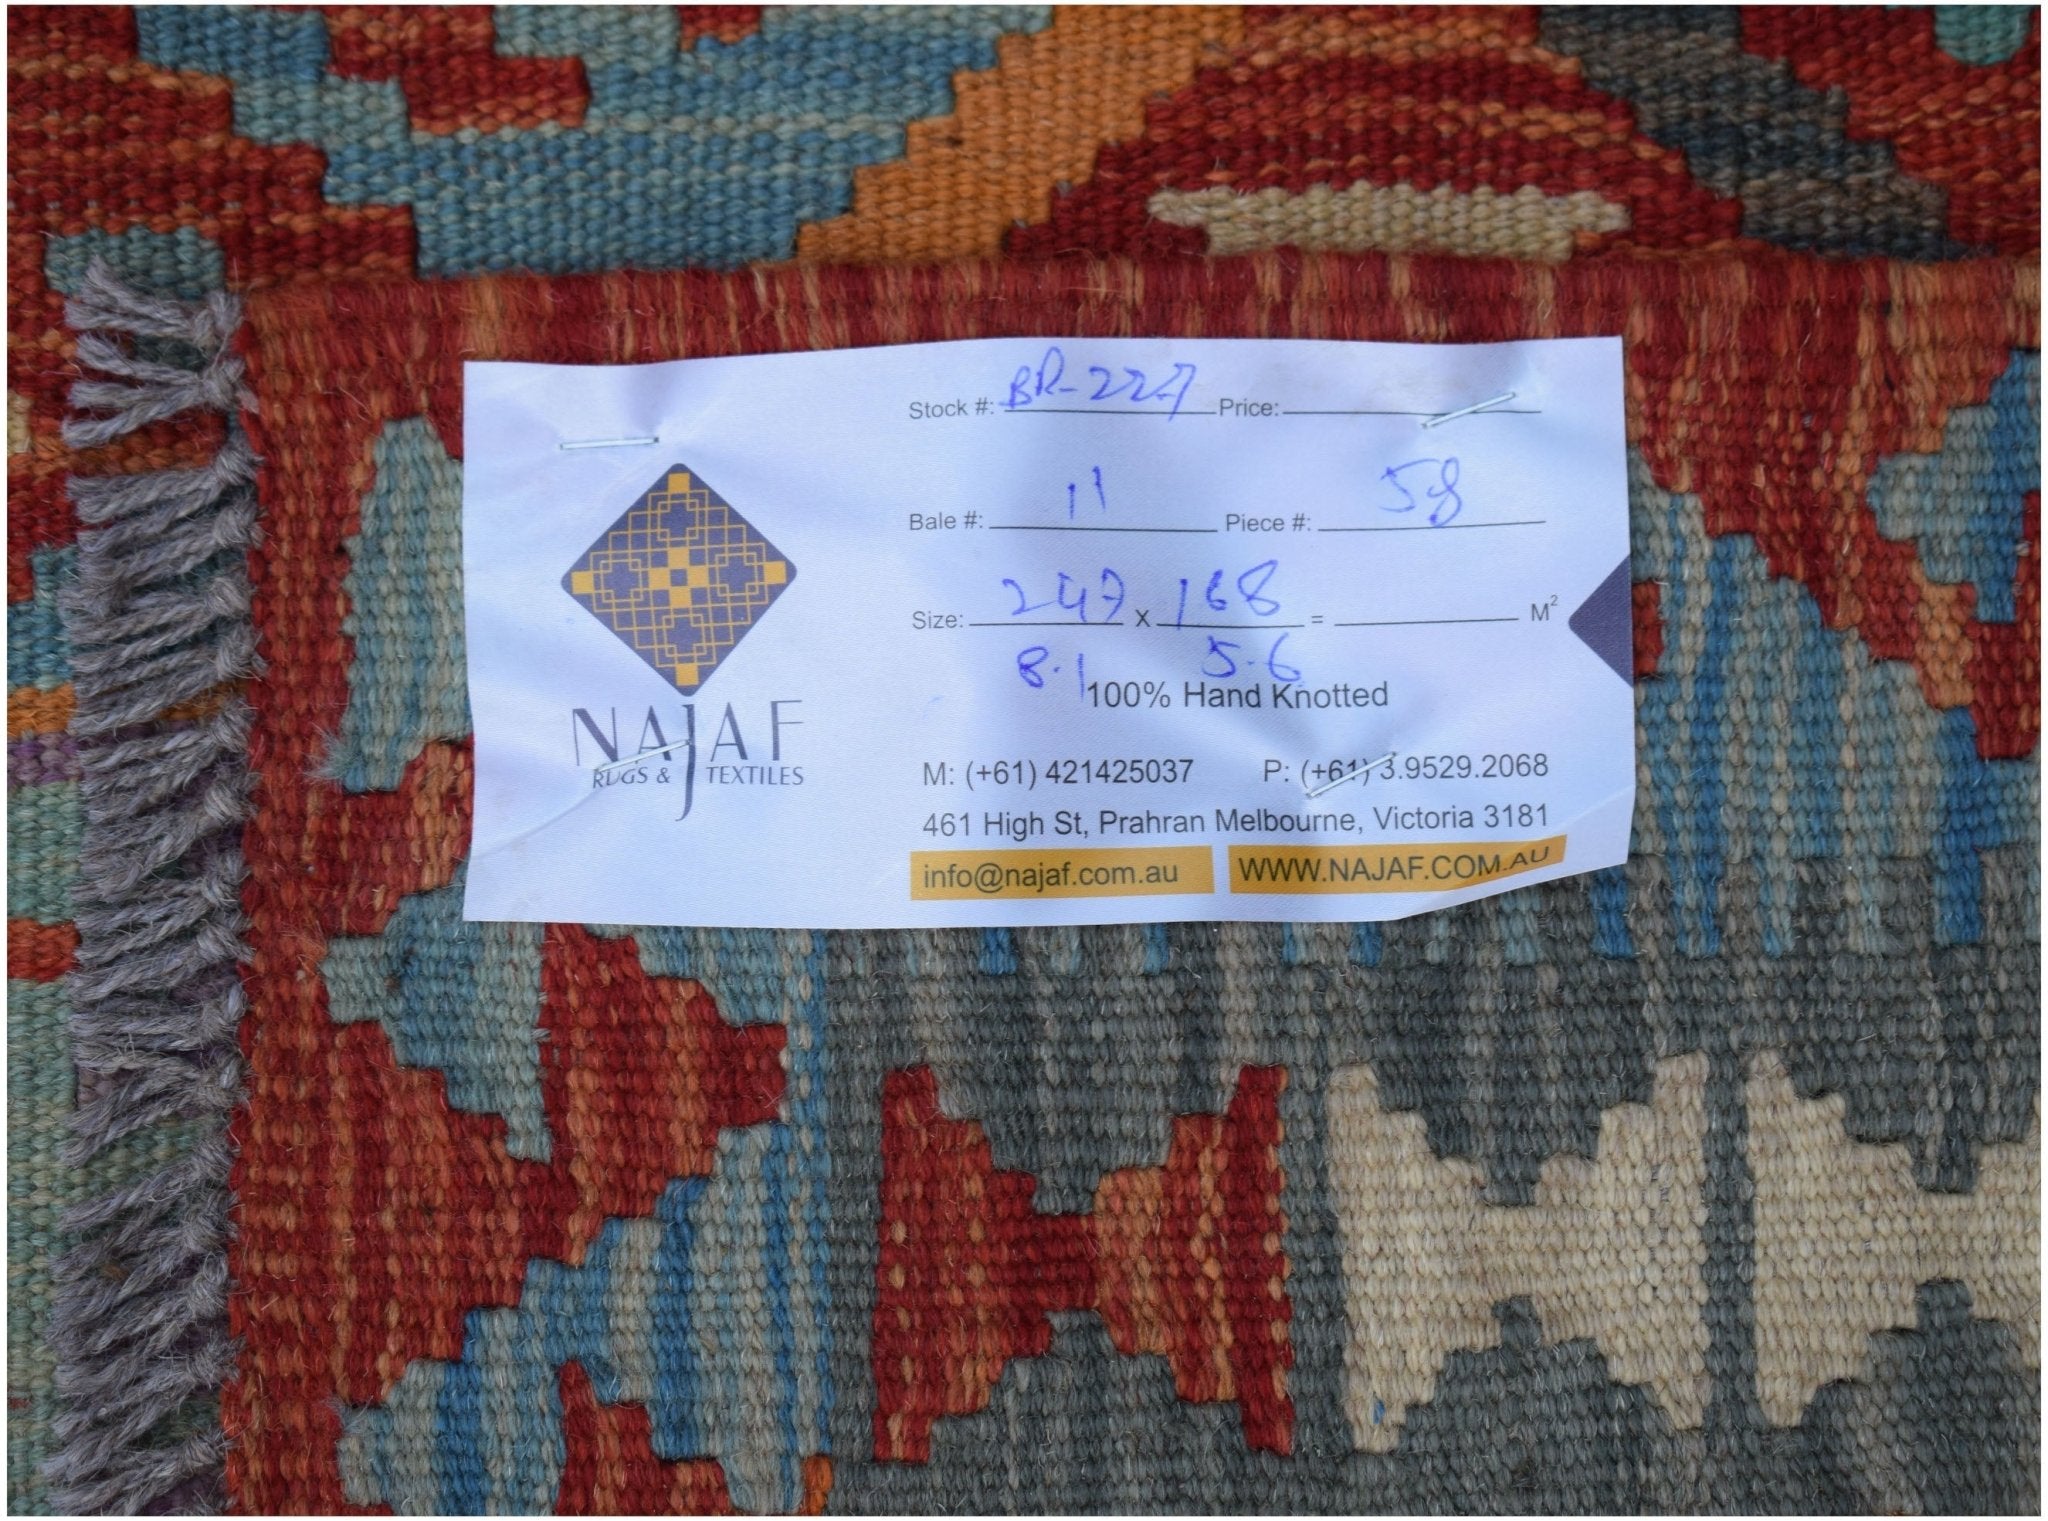 Stock #: BR-227 Price:
Bale #: 11 Piece #: 58
Size: 247 x 168 = M²
8.1 5.6
100% Hand Knotted
NAJAF
RUGS & TEXTILES
M: (+61) 421425037 P: (+61) 3.9529.2068
461 High St, Prahran Melbourne, Victoria 3181
info@najaf.com.au WWW.NAJAF.COM.AU